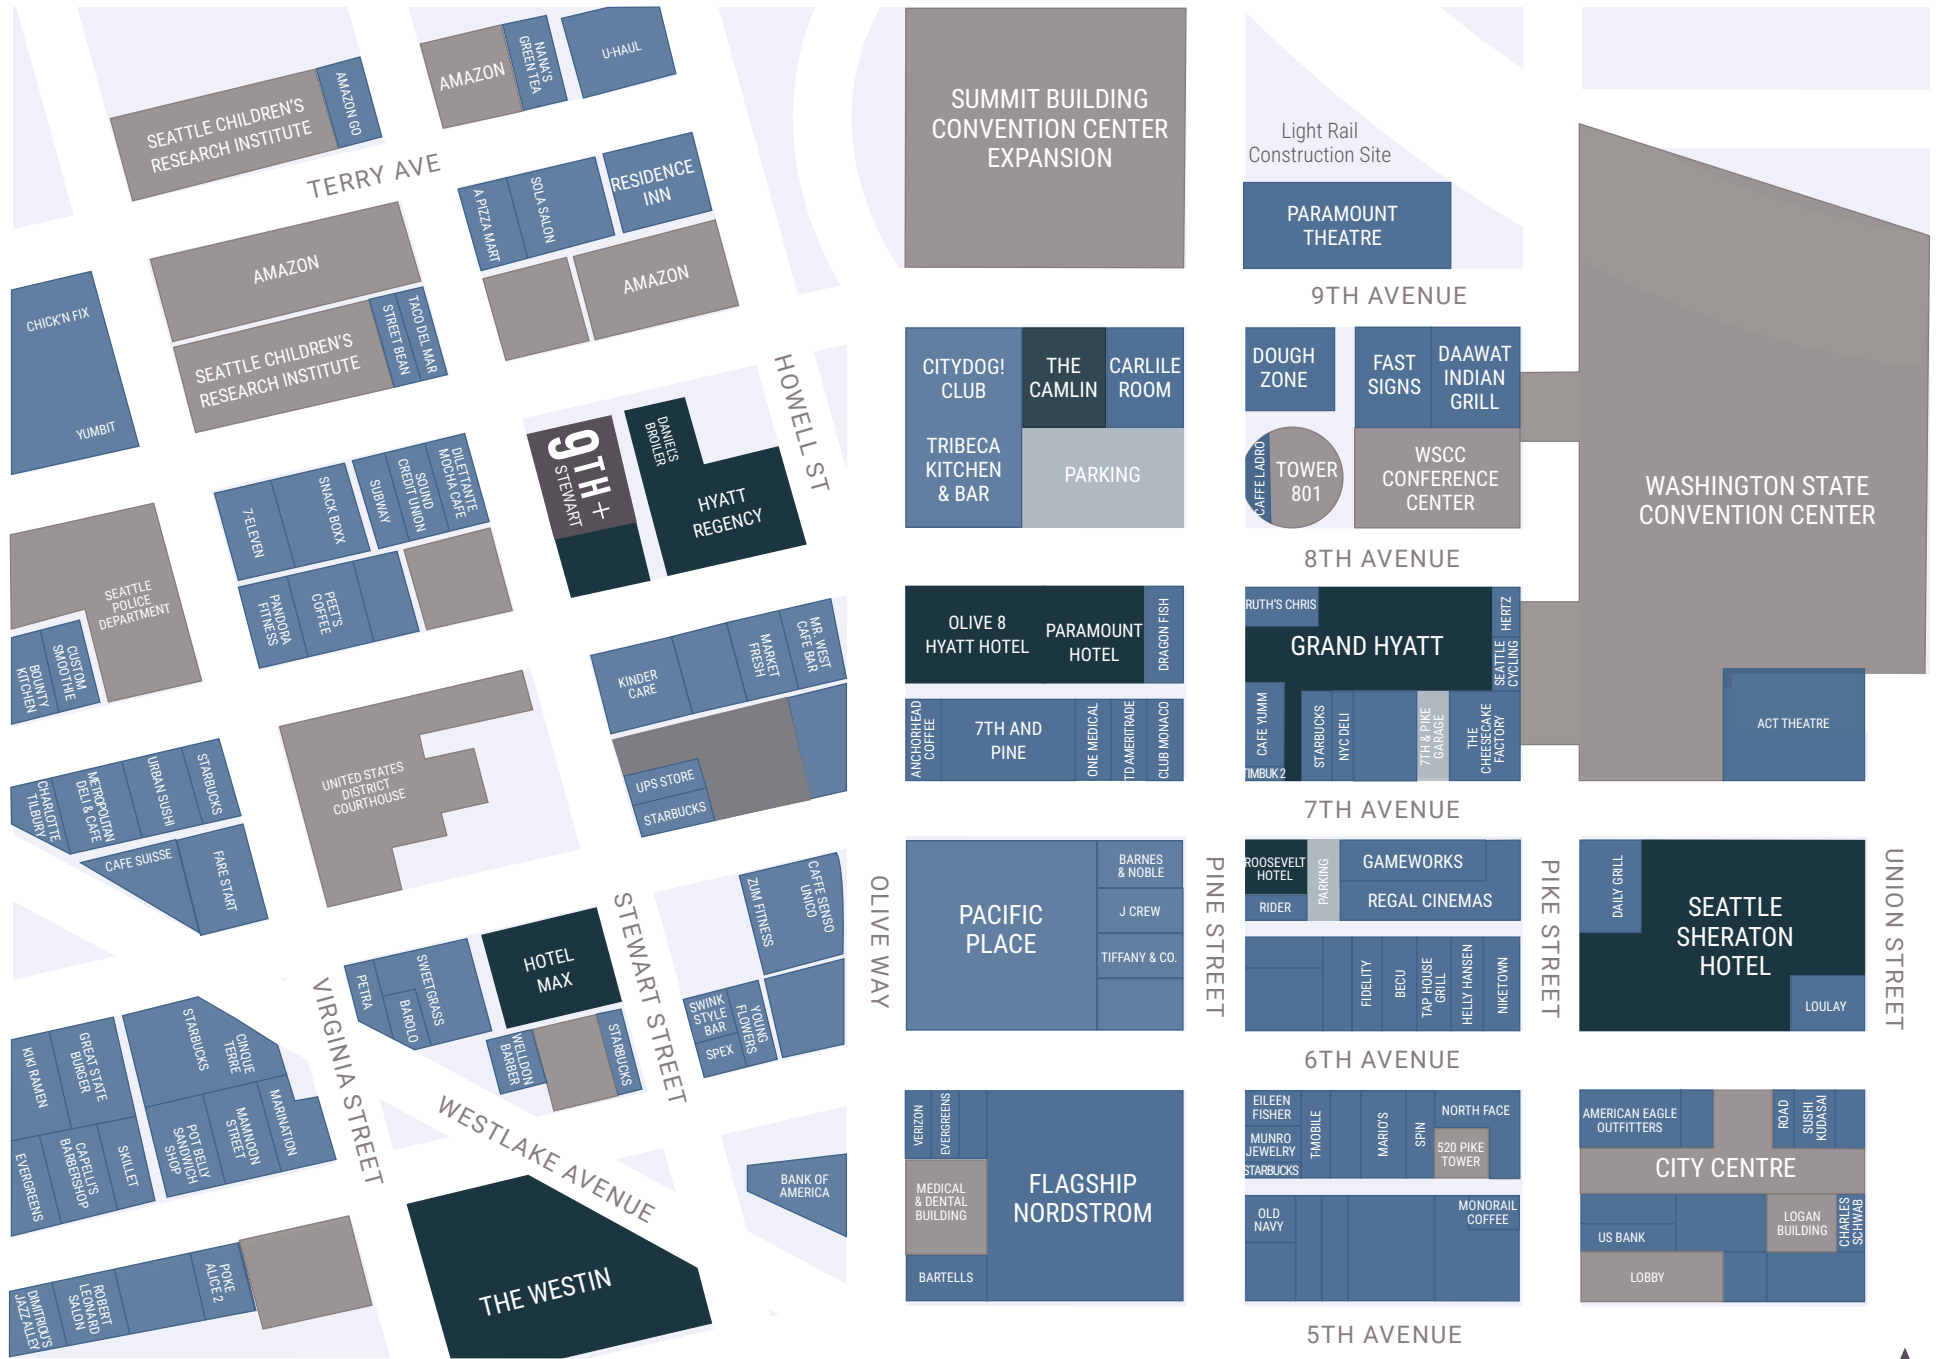 SEATTLE CHILDREN'S
RESEARCH INSTITUTE
AMAZON GO
AMAZON
NANA'S
GREEN TEA
U-HAUL
TERRY AVE
AMAZON
SEATTLE CHILDREN'S
RESEARCH INSTITUTE
STREET BEAN
TACO DEL MAR
A PIZZA MART
SOLA SALON
RESIDENCE
INN
AMAZON
CHICK'N FIX
YUMBIT
HOWELL ST
7-ELEVEN
SNACK BOXX
SUBWAY
SOUND
CREDIT UNION
DILETTANTE
MOCHA CAFE
PANDORA
FITNESS
PEET'S
COFFEE
9TH+
STEWART
DANIEL'S
BROILER
HYATT
REGENCY
SEATTLE
POLICE
DEPARTMENT
BOUNTY
KITCHEN
CUSTOM
SMOOTHIE
UNITED STATES
DISTRICT
COURTHOUSE
KINDER
CARE
MARKET
FRESH
MR. WEST
CAFE BAR
UPS STORE
STARBUCKS
CHARLOTTE
TILBURY
METROPOLITAN
DELI & CAFE
URBAN SUSHI
STARBUCKS
CAFE SUISSE
FARE START
VIRGINIA STREET
STEWART STREET
PETRA
BAROLO
SWEETGRASS
HOTEL
MAX
WELLDON
BARBER
STARBUCKS
ZUM FITNESS
CAFFE SENSO
UNICO
SWINK
STYLE
BAR
SPEX
YOUNG
FLOWERS
KIKI RAMEN
GREAT STATE
BURGER
STARBUCKS
CINQUE
TERRE
EVERGREENS
CAPELLI'S
BARBERSHOP
SKILLET
POT BELLY
SANDWICH
SHOP
MAMNOON
STREET
MARINATION
WESTLAKE AVENUE
BANK OF
AMERICA
THE WESTIN
DIMITRIOU'S
JAZZ ALLEY
ROBERT
LEONARD
SALON
POKE
ALICE 2
SUMMIT BUILDING
CONVENTION CENTER
EXPANSION
Light Rail
Construction Site
PARAMOUNT
THEATRE
9TH AVENUE
CITYDOG!
CLUB
TRIBECA
KITCHEN
& BAR
THE
CAMLIN
CARLILE
ROOM
PARKING
DOUGH
ZONE
FAST
SIGNS
DAAWAT
INDIAN
GRILL
CAFFE LADRO
TOWER
801
WSCC
CONFERENCE
CENTER
WASHINGTON STATE
CONVENTION CENTER
8TH AVENUE
OLIVE 8
HYATT HOTEL
PARAMOUNT
HOTEL
DRAGON FISH
RUTH'S CHRIS
GRAND HYATT
HERTZ
SEATTLE
CYCLING
ANCHORHEAD
COFFEE
7TH AND
PINE
ONE MEDICAL
TD AMERITRADE
CLUB MONACO
CAFE YUMM
TIMBUK 2
STARBUCKS
NYC DELI
7TH & PIKE
GARAGE
THE
CHEESECAKE
FACTORY
ACT THEATRE
7TH AVENUE
OLIVE WAY
PACIFIC
PLACE
BARNES
& NOBLE
J CREW
TIFFANY & CO.
PINE STREET
ROOSEVELT
HOTEL
RIDER
PARKING
GAMEWORKS
REGAL CINEMAS
FIDELITY
BECU
TAP HOUSE
GRILL
HELLY HANSEN
NIKETOWN
PIKE STREET
DAILY GRILL
SEATTLE
SHERATON
HOTEL
LOULAY
UNION STREET
6TH AVENUE
VERIZON
EVERGREENS
MEDICAL
& DENTAL
BUILDING
BARTELLS
FLAGSHIP
NORDSTROM
EILEEN
FISHER
MUNRO
JEWELRY
STARBUCKS
T-MOBILE
MARIO'S
SPiN
NORTH FACE
520 PIKE
TOWER
OLD
NAVY
MONORAIL
COFFEE
AMERICAN EAGLE
OUTFITTERS
ROAD
SUSHI
KUDASAI
CITY CENTRE
US BANK
LOGAN
BUILDING
CHARLES
SCHWAB
LOBBY
5TH AVENUE